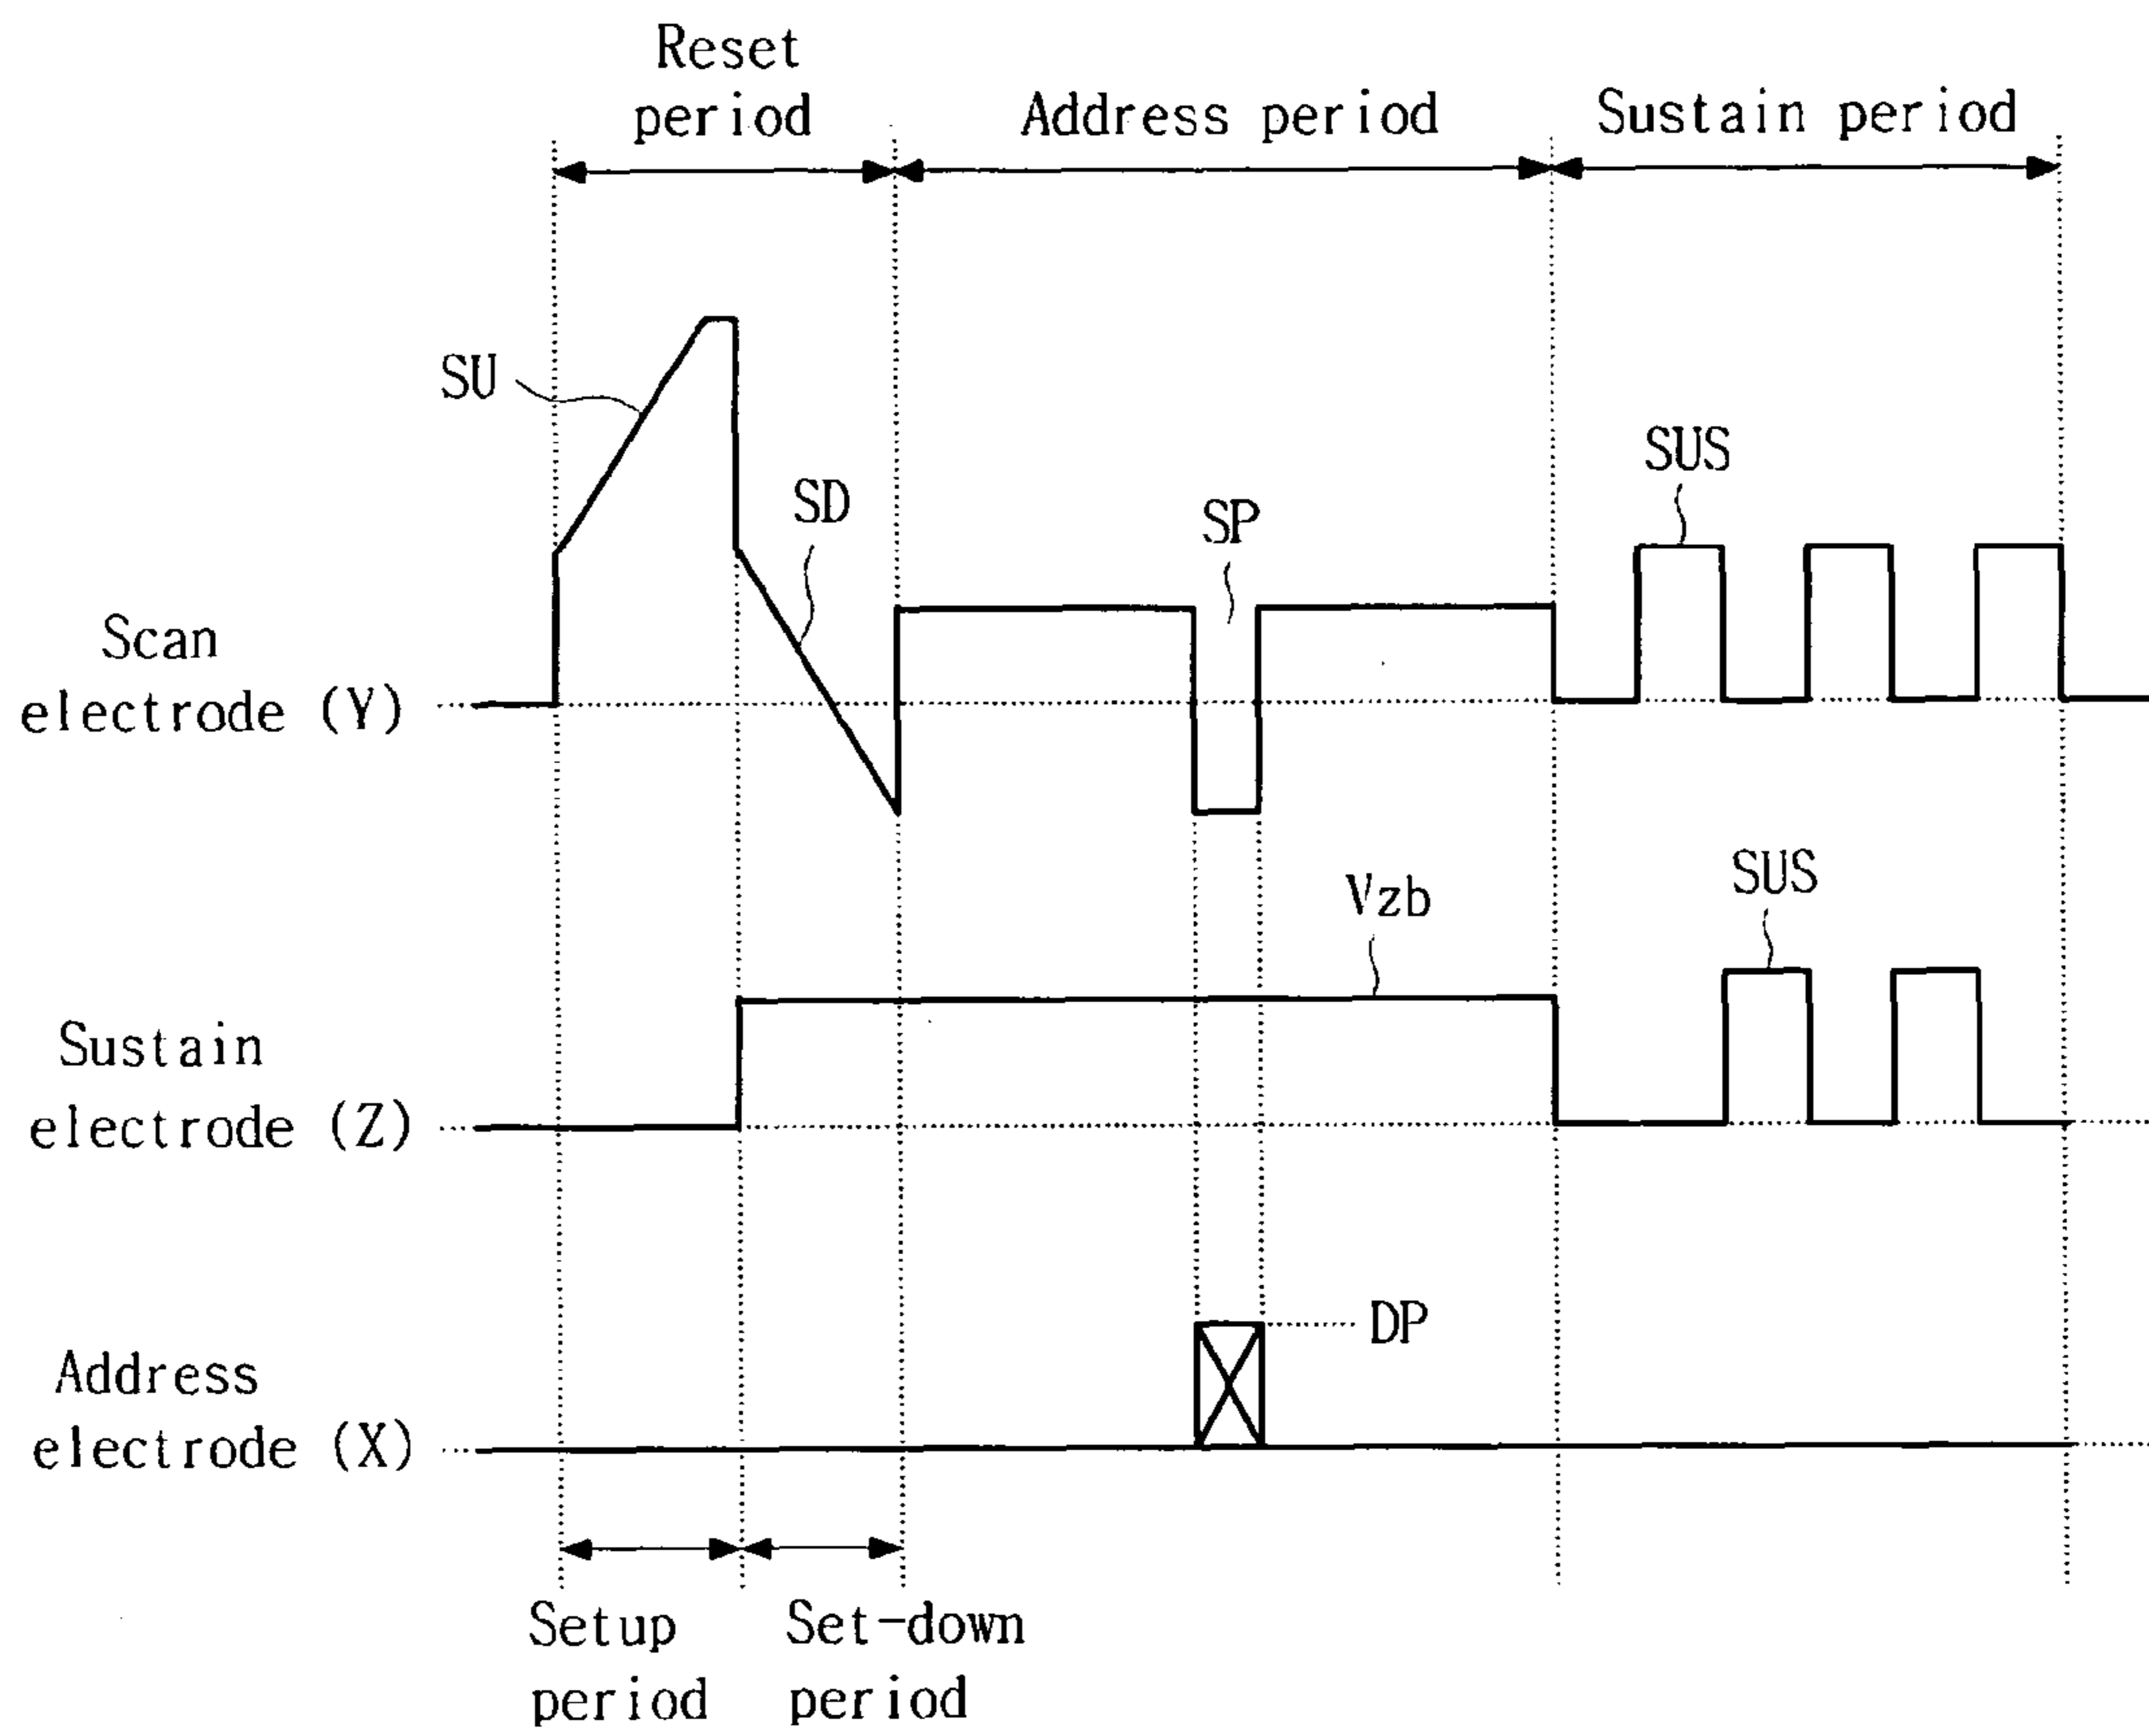 Reset
period
Address period
Sustain period
SU
SD
SP
SUS
Scan
electrode (Y)
Vzb
SUS
Sustain
electrode (Z)
DP
Address
electrode (X)
Setup
period
Set-down
period